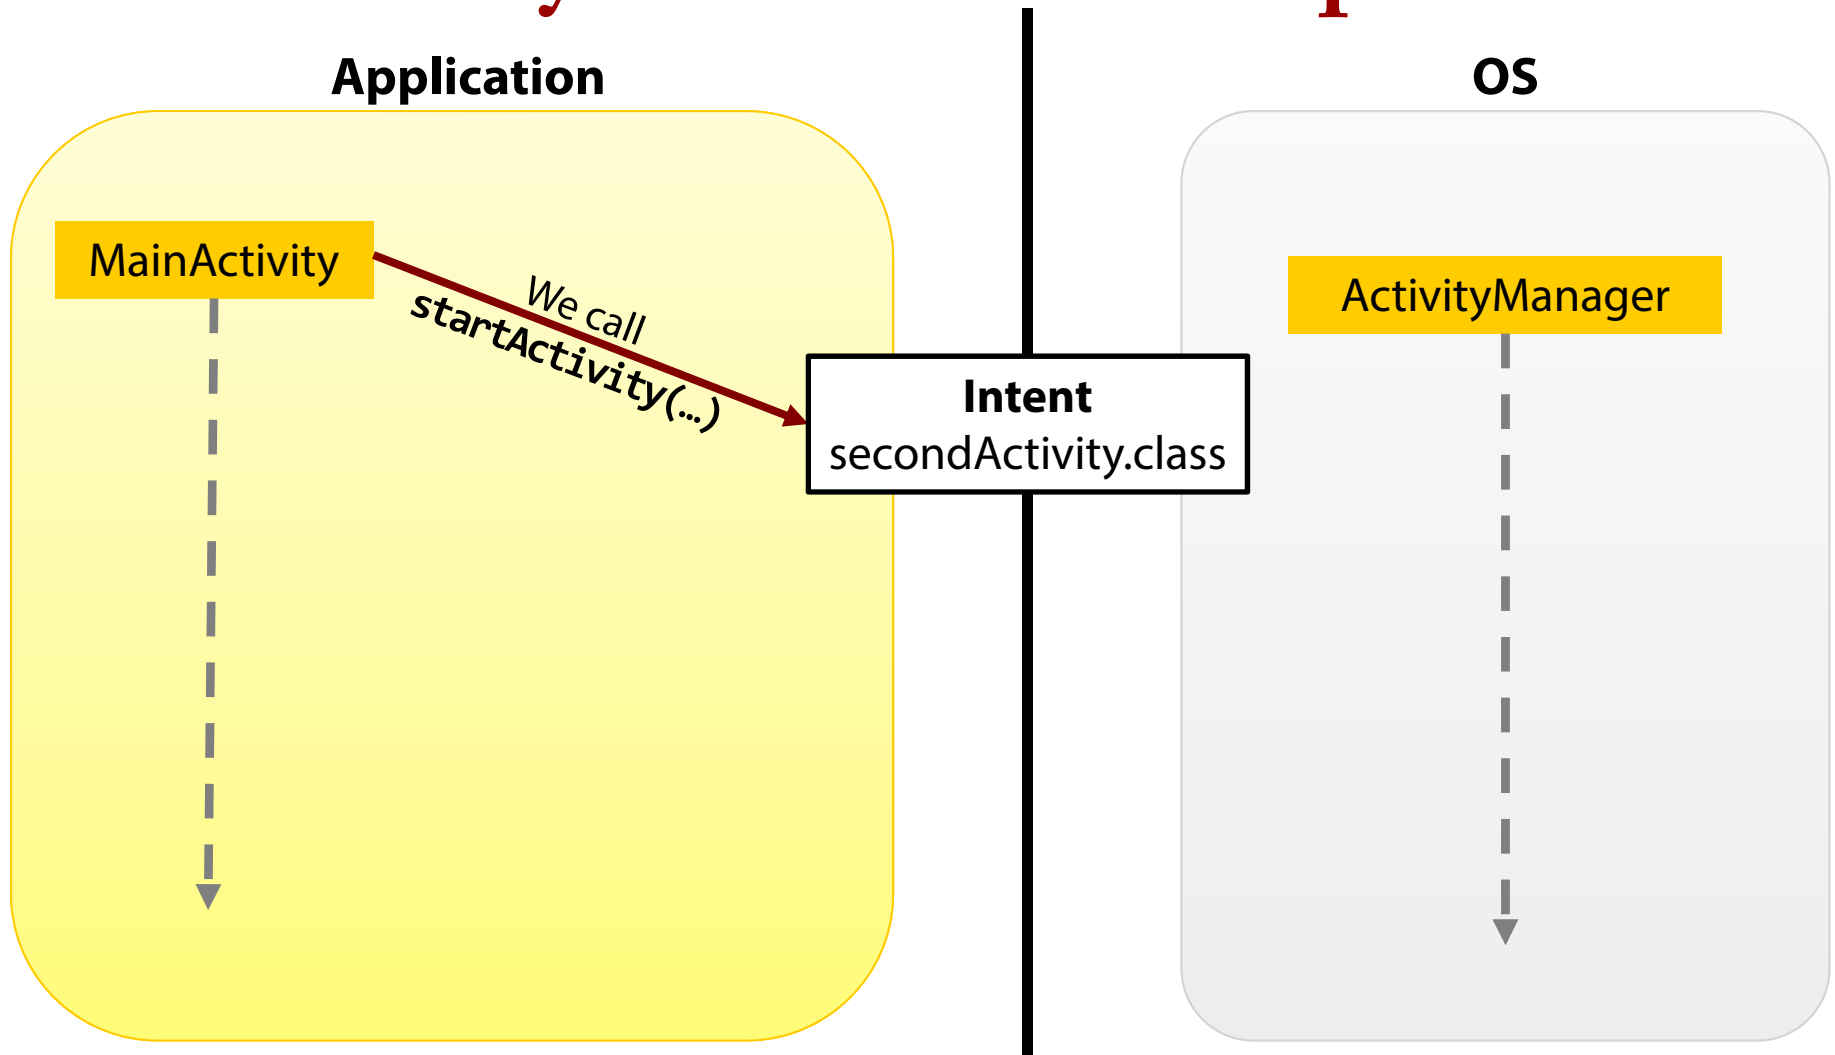 Application
OS
MainActivity
We call
startActivity(…)
ActivityManager
Intent
secondActivity.class